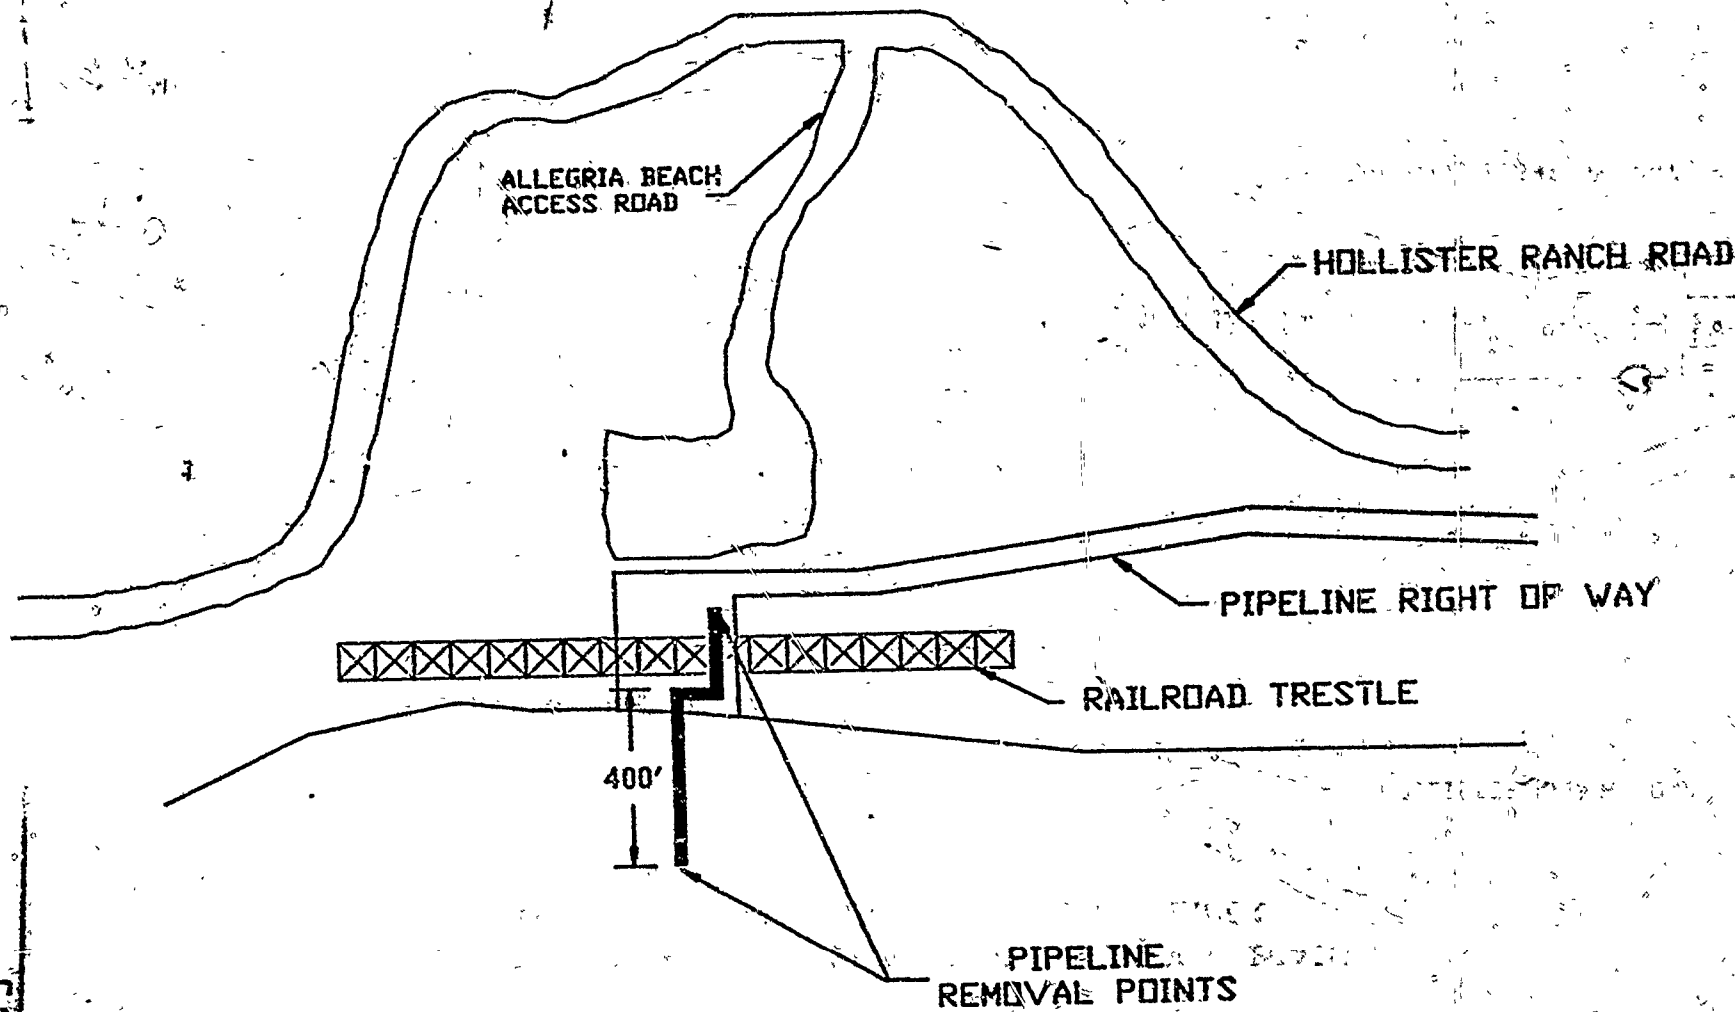 ALLEGRIA BEACH
ACCESS ROAD
HOLLISTER RANCH ROAD
PIPELINE RIGHT OF WAY
RAILROAD TRESTLE
400'
PIPELINE
REMOVAL POINTS